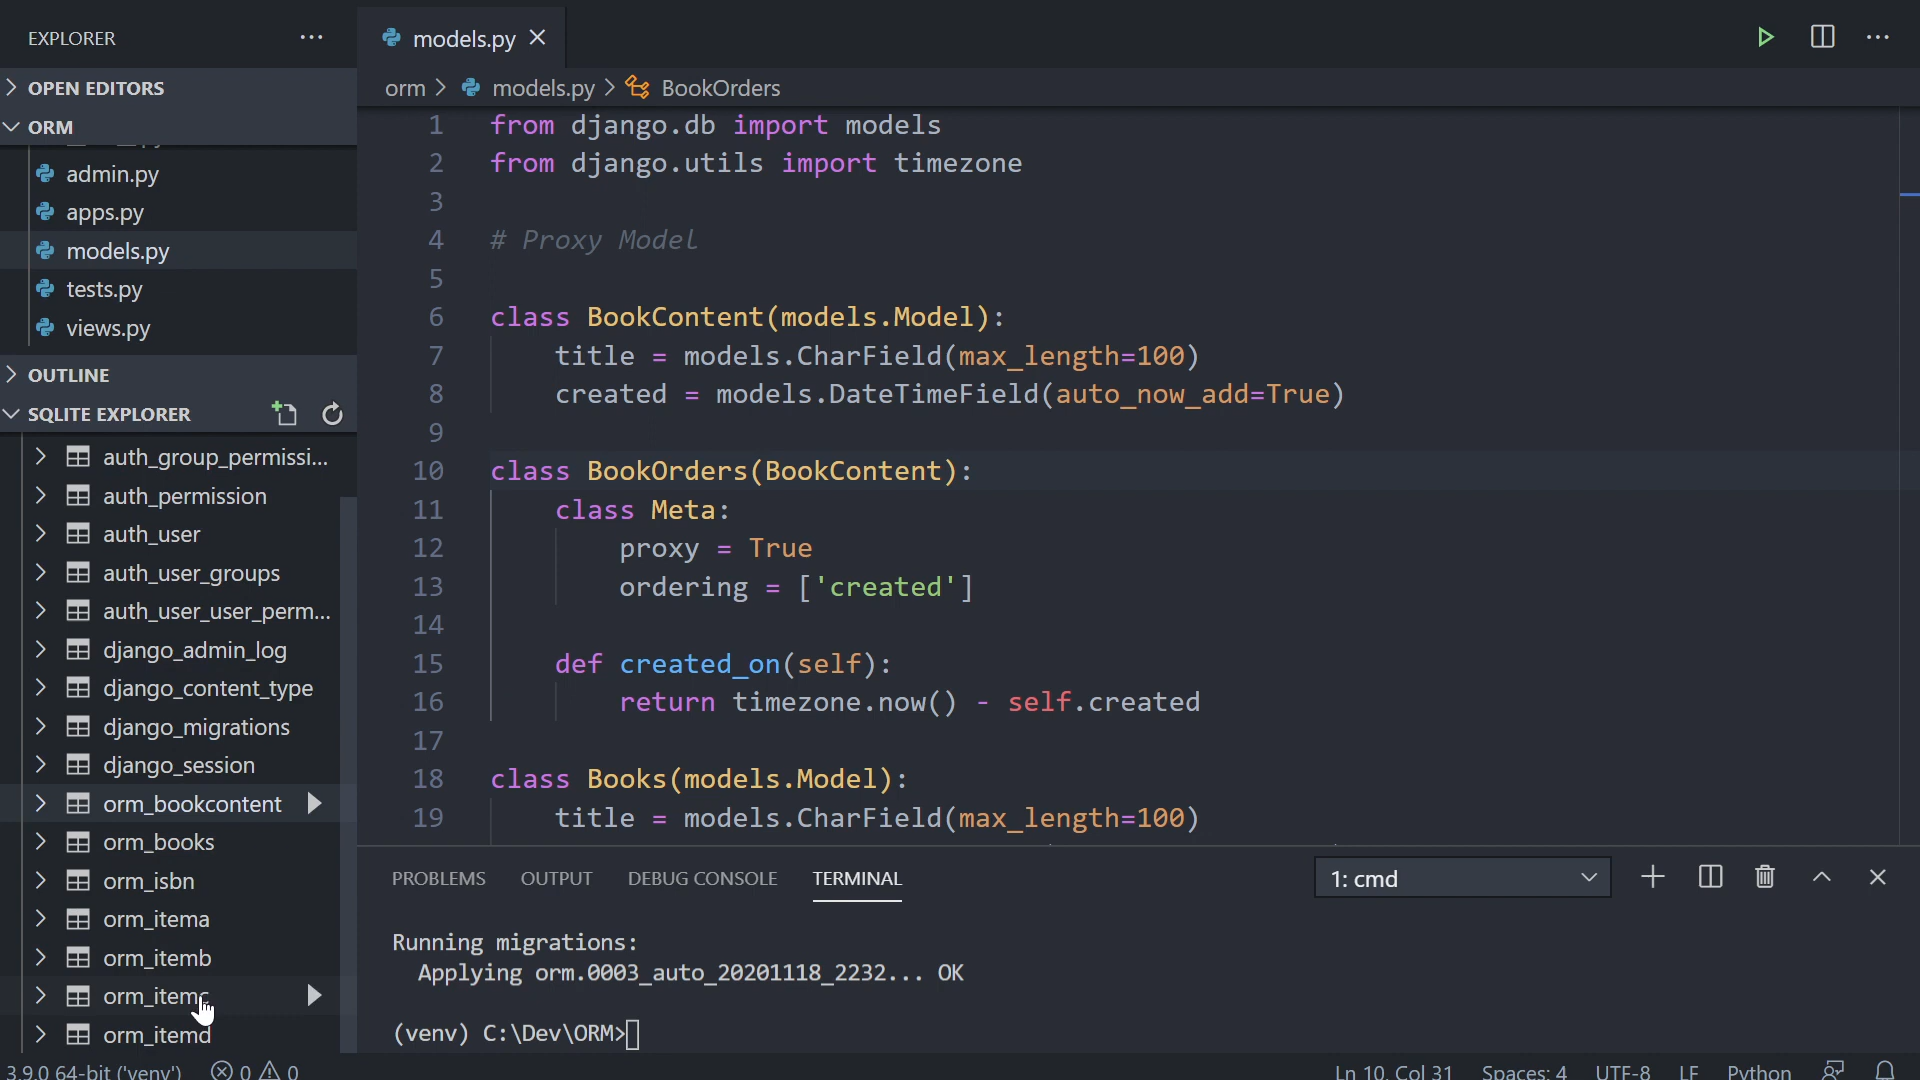 EXPLORER
OPEN EDITORS
ORM
admin.py
apps.py
models.py
tests.py
views.py
OUTLINE
SQLITE EXPLORER
auth_group_permissi...
auth_permission
auth_user
auth_user_groups
auth_user_user_perm...
django_admin_log
django_content_type
django_migrations
django_session
orm_bookcontent
orm_books
orm_isbn
orm_itema
orm_itemb
orm_itemc
orm_itemd
models.py
orm > models.py > BookOrders
1 from django.db import models
2 from django.utils import timezone
3
4 # Proxy Model
5
6 class BookContent(models.Model):
7 title = models.CharField(max_length=100)
8 created = models.DateTimeField(auto_now_add=True)
9
10 class BookOrders(BookContent):
11 class Meta:
12 proxy = True
13 ordering = ['created']
14
15 def created_on(self):
16 return timezone.now() - self.created
17
18 class Books(models.Model):
19 title = models.CharField(max_length=100)
PROBLEMS OUTPUT DEBUG CONSOLE TERMINAL 1: cmd
Running migrations:
Applying orm.0003_auto_20201118_2232... OK
(venv) C:\Dev\ORM>
3.9.0 64-bit ('venv') 0 0 Ln 10, Col 31 Spaces: 4 UTF-8 LF Python